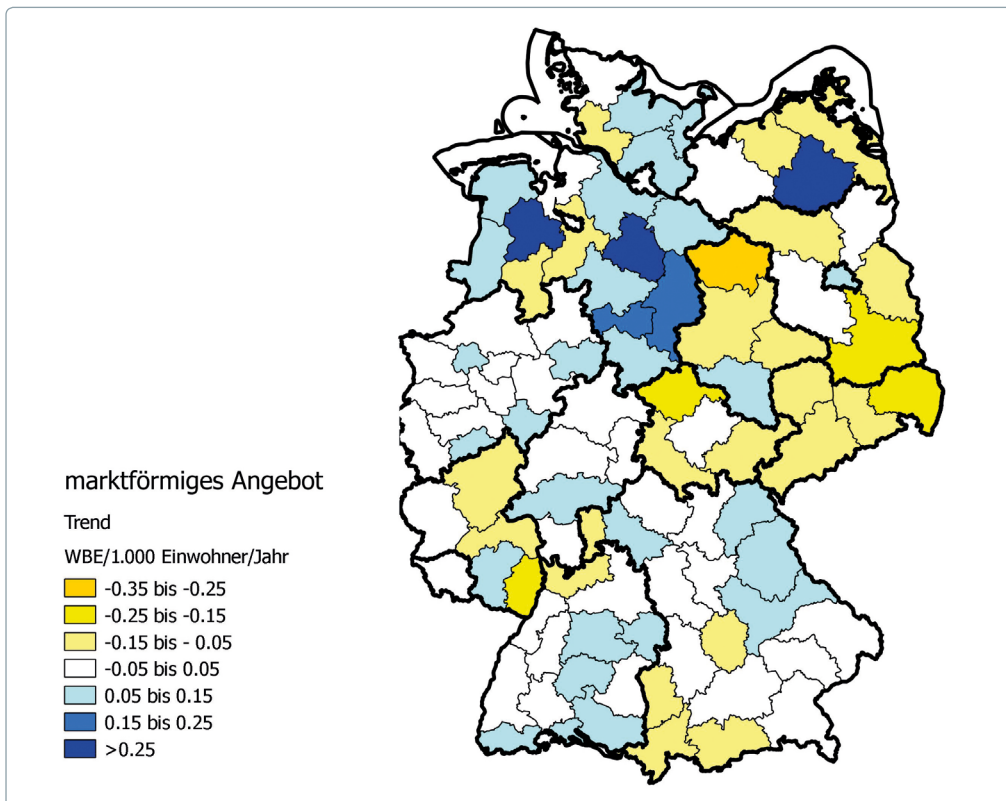 marktförmiges Angebot
Trend
WBE/1.000 Einwohner/Jahr
-0.35 bis -0.25
-0.25 bis -0.15
-0.15 bis - 0.05
-0.05 bis 0.05
0.05 bis 0.15
0.15 bis 0.25
>0.25